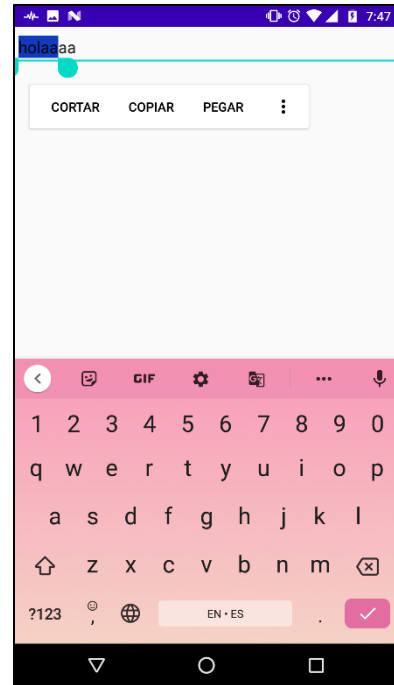 7:47
holaaaa
CORTAR COPIAR PEGAR
GIF
1 2 3 4 5 6 7 8 9 0
q w e r t y u i o p
a s d f g h j k l
z x c v b n m
?123 , EN • ES .